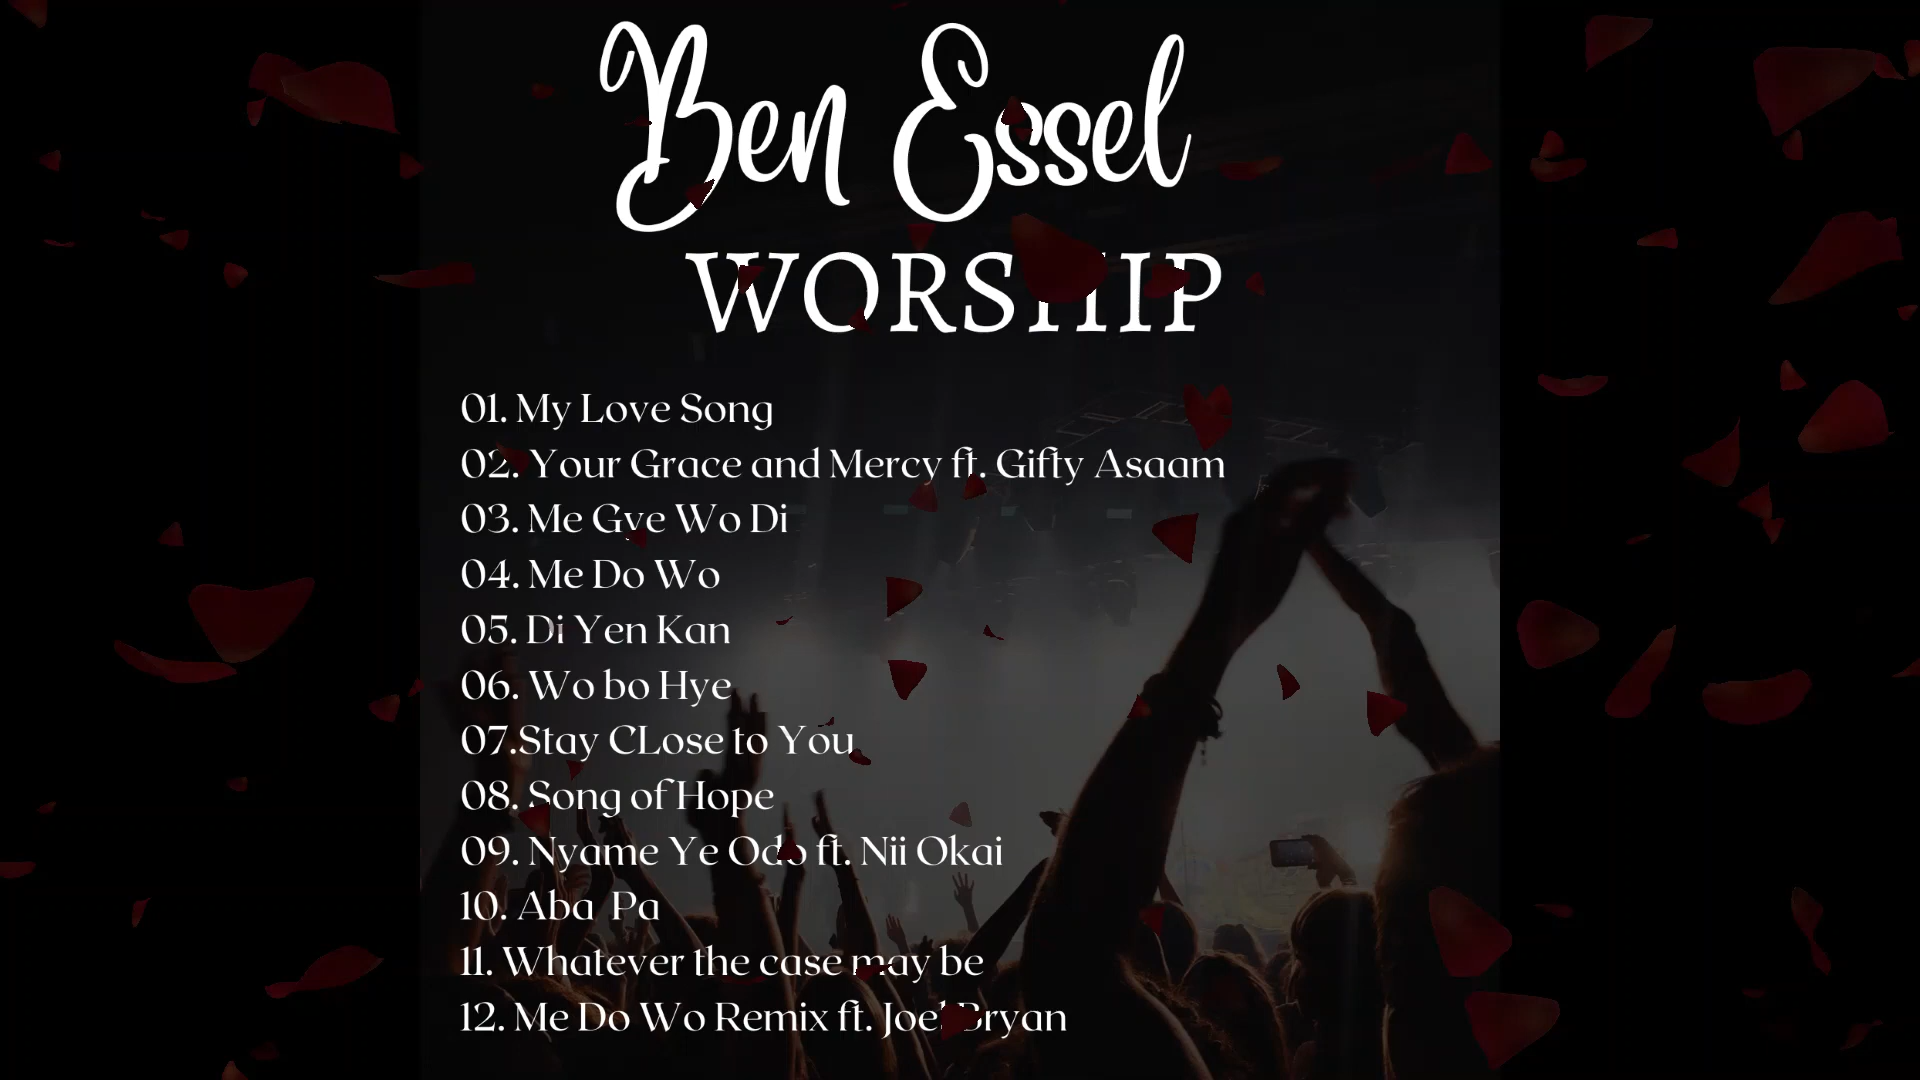 Ben Essel
WORSHIP
01. My Love Song
02. Your Grace and Mercy ft. Gifty Asaam
03. Me Gye Wo Di
04. Me Do Wo
05. Di Yen Kan
06. Wo bo Hye
07.Stay CLose to You
08. Song of Hope
09. Nyame Ye Odo ft. Nii Okai
10. Aba Pa
11. Whatever the case may be
12. Me Do Wo Remix ft. Joel Bryan